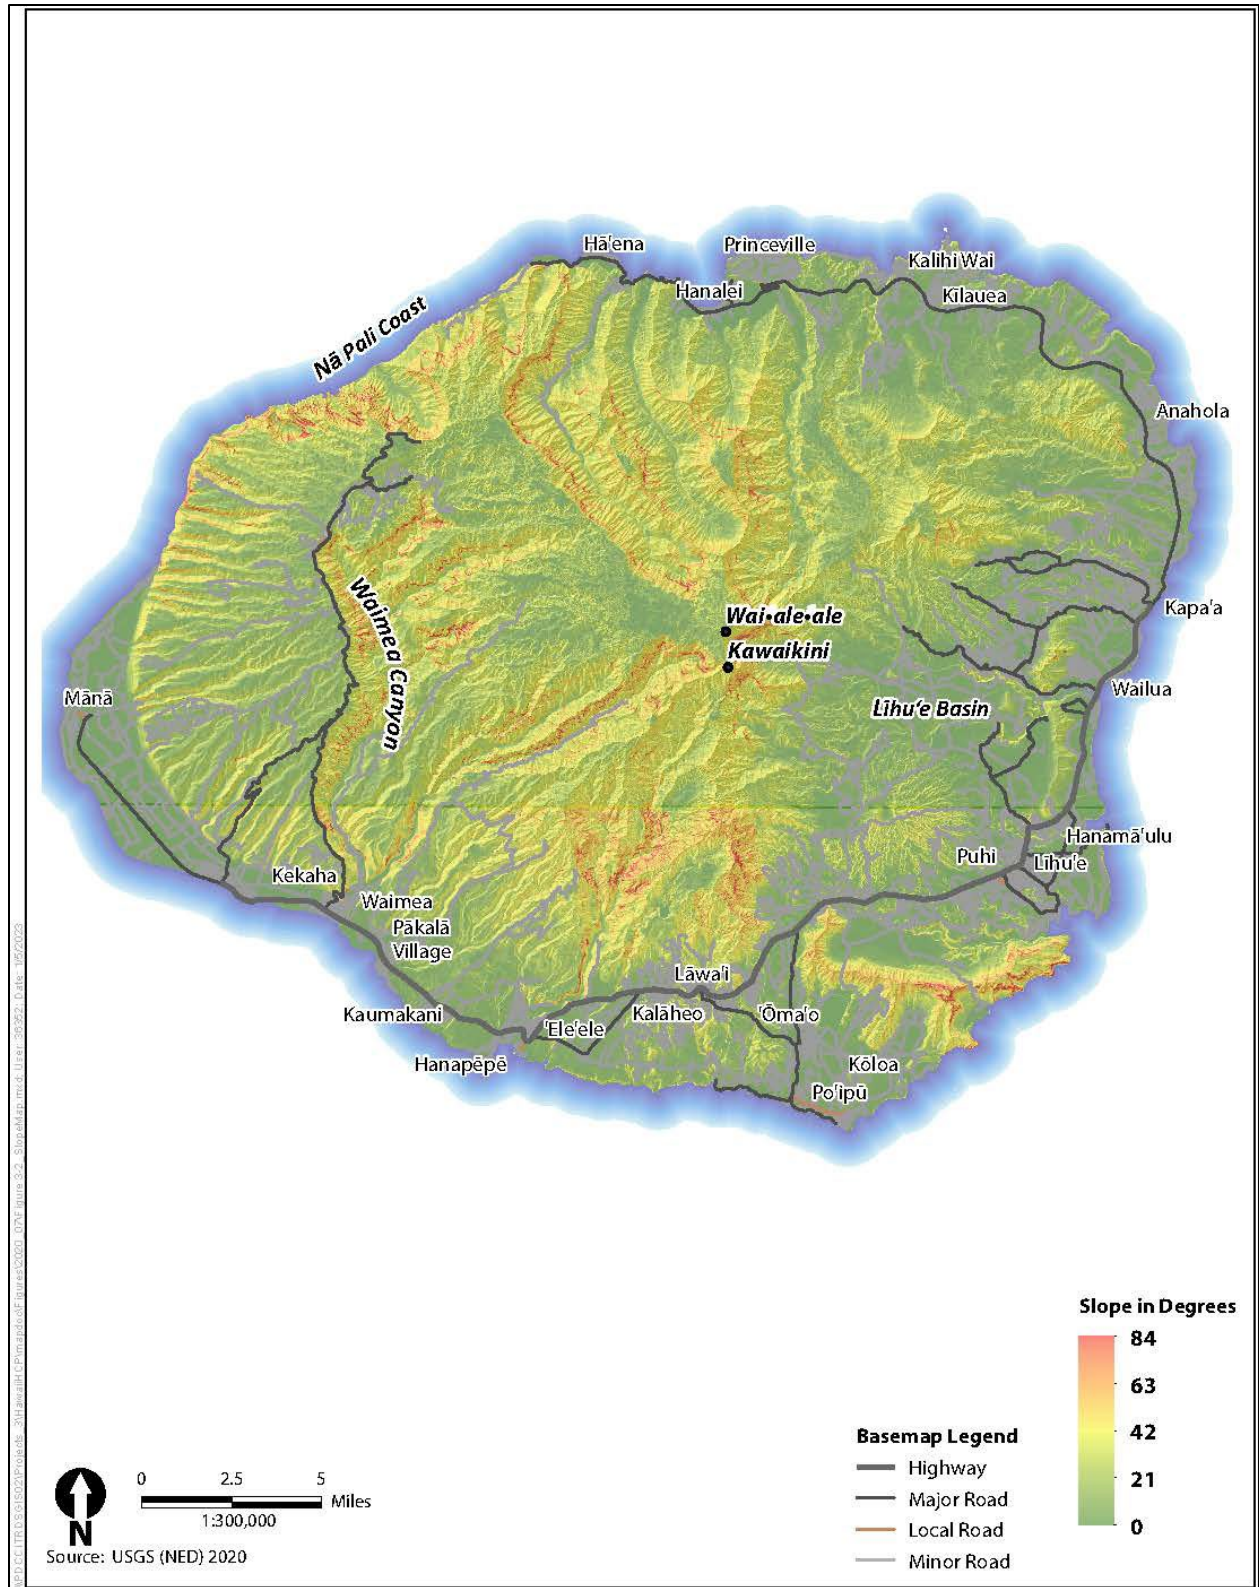 Hā'ena
Princeville
Kalihi Wai
Hanalei
Kīlauea
Nā Pali Coast
Anahola
Waimea Canyon
Wai•ale•ale
Kawaikini
Kapa'a
Wailua
Mānā
Līhu'e Basin
Hanamā'ulu
Puhi
Līhu'e
Kekaha
Waimea
Pākalā
Village
Lāwa'i
Kaumakani
'Ele'ele
Kalāheo
'Ōma'o
Hanapēpē
Kōloa
Po'ipū
Slope in Degrees
84
63
42
21
0
Basemap Legend
Highway
Major Road
Local Road
Minor Road
0 2.5 5
Miles
1:300,000
N
Source: USGS (NED) 2020